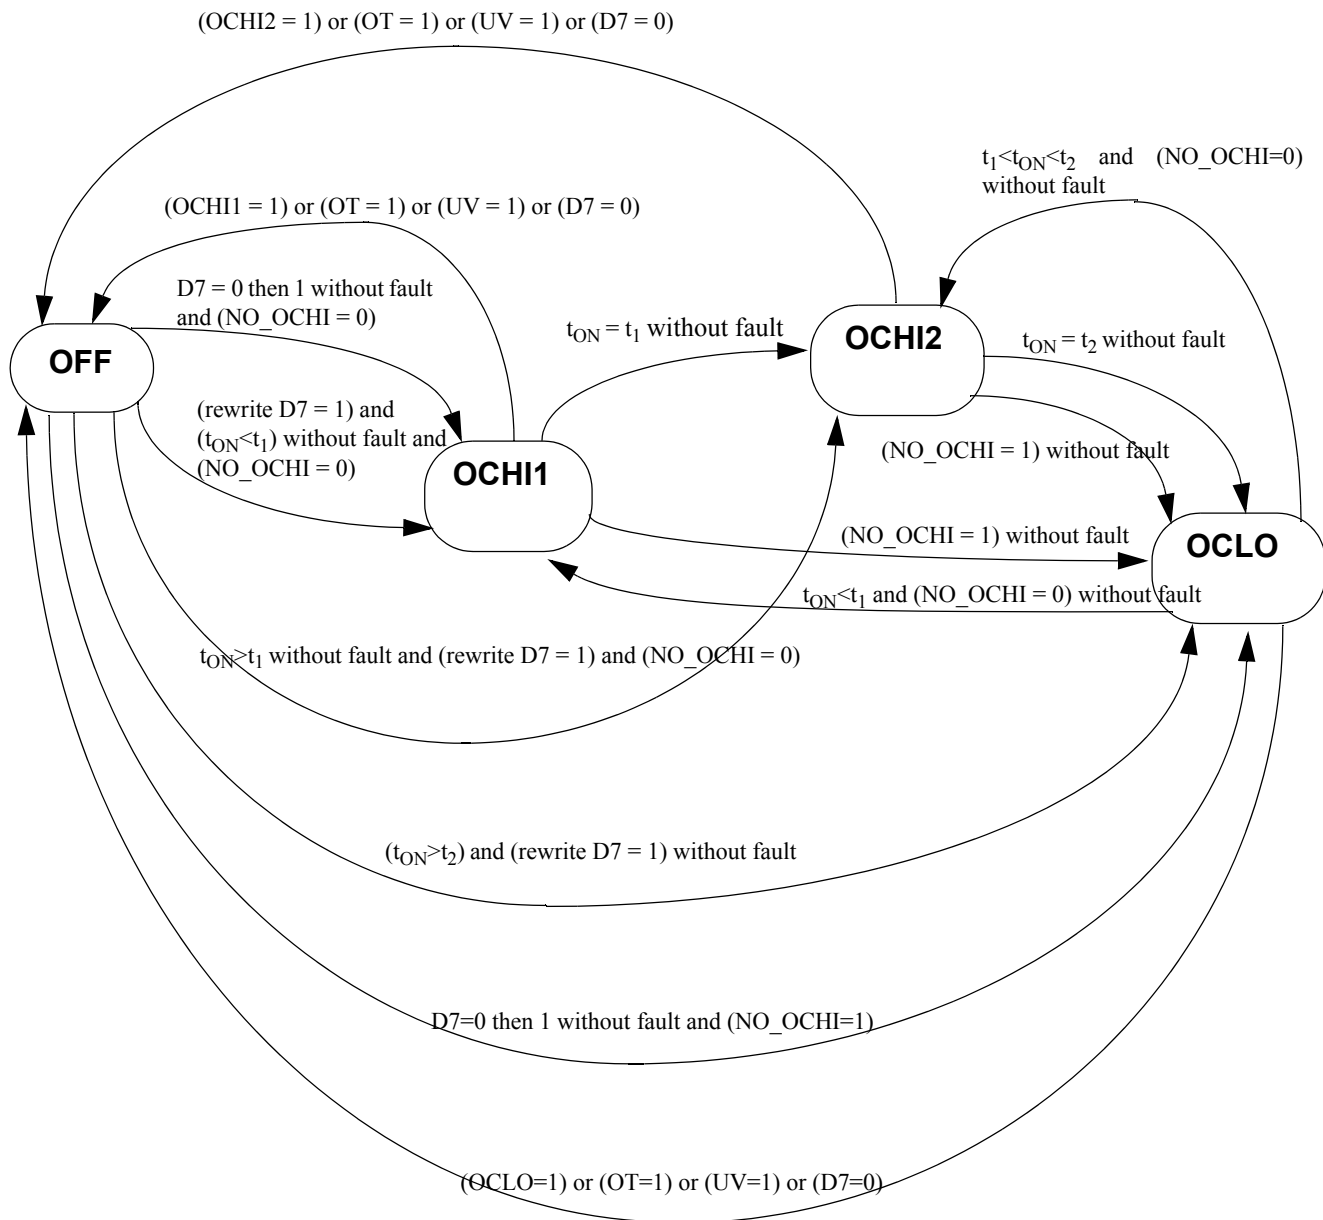 (OCHI2 = 1) or (OT = 1) or (UV = 1) or (D7 = 0)
t1<tON<t2 and (NO_OCHI=0)
without fault
(OCHI1 = 1) or (OT = 1) or (UV = 1) or (D7 = 0)
D7 = 0 then 1 without fault
and (NO_OCHI = 0)
tON = t1 without fault
OCHI2
tON = t2 without fault
OFF
(rewrite D7 = 1) and
(tON<t1) without fault and
(NO_OCHI = 0)
(NO_OCHI = 1) without fault
OCHI1
(NO_OCHI = 1) without fault
OCLO
tON<t1 and (NO_OCHI = 0) without fault
tON>t1 without fault and (rewrite D7 = 1) and (NO_OCHI = 0)
(tON>t2) and (rewrite D7 = 1) without fault
D7=0 then 1 without fault and (NO_OCHI=1)
(OCLO=1) or (OT=1) or (UV=1) or (D7=0)